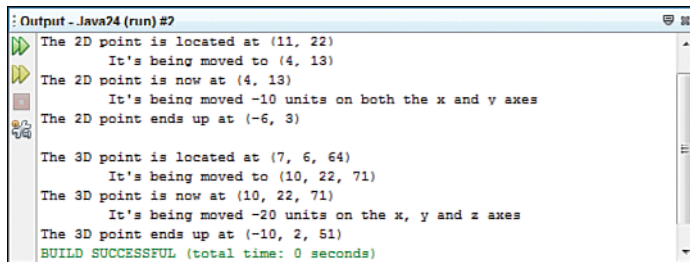 Output - Java24 (run) #2
The 2D point is located at (11, 22)
It's being moved to (4, 13)
The 2D point is now at (4, 13)
It's being moved -10 units on both the x and y axes
The 2D point ends up at (-6, 3)
The 3D point is located at (7, 6, 64)
It's being moved to (10, 22, 71)
The 3D point is now at (10, 22, 71)
It's being moved -20 units on the x, y and z axes
The 3D point ends up at (-10, 2, 51)
BUILD SUCCESSFUL (total time: 0 seconds)